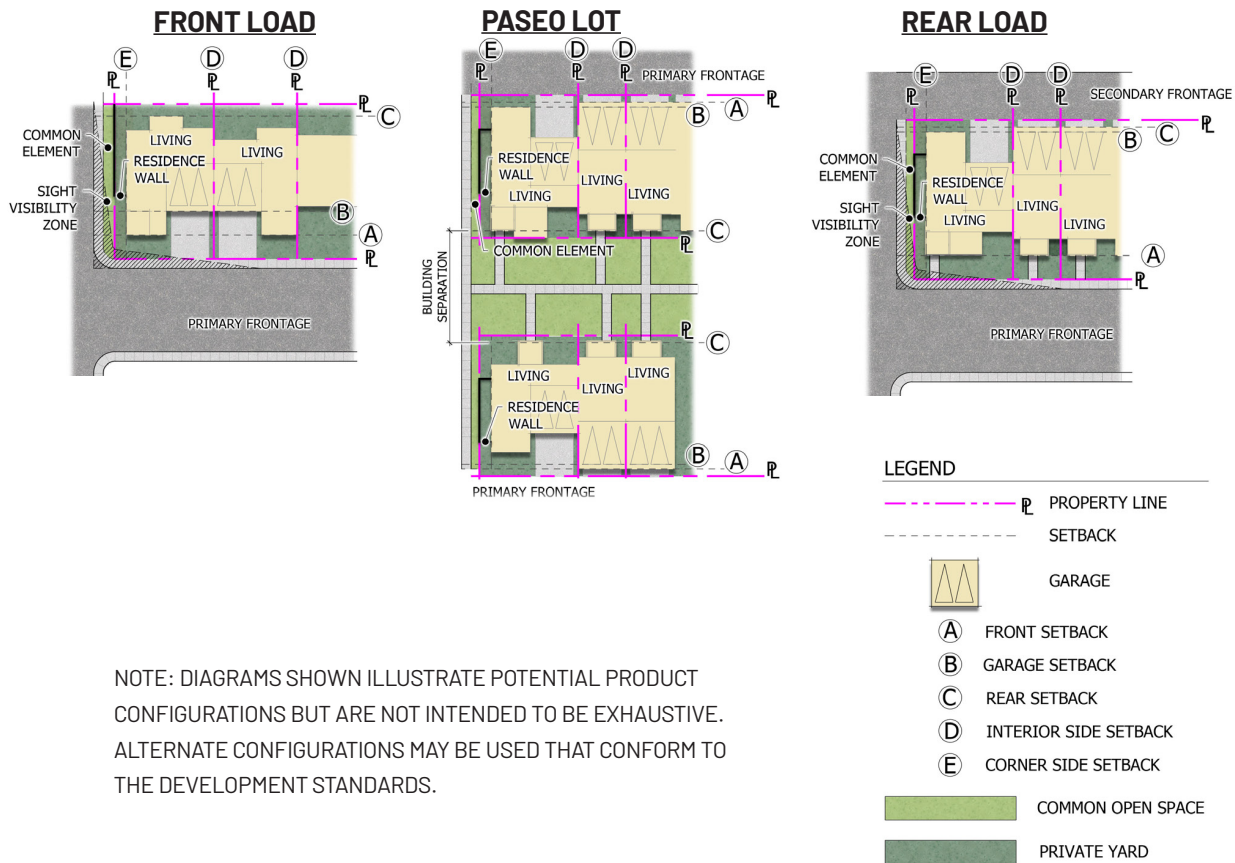 FRONT LOAD
E
D
D
PL
PL
PL
PL
C
COMMON
ELEMENT
LIVING
LIVING
RESIDENCE
WALL
SIGHT
VISIBILITY
ZONE
B
A
PL
PRIMARY FRONTAGE
PASEO LOT
E
D
D
PL
PL
PL
PRIMARY FRONTAGE
PL
B
A
RESIDENCE
WALL
LIVING
LIVING
LIVING
C
PL
COMMON ELEMENT
BUILDING
SEPARATION
PL
C
LIVING
LIVING
LIVING
RESIDENCE
WALL
B
A
PL
PRIMARY FRONTAGE
REAR LOAD
E
D
D
PL
PL
PL
SECONDARY FRONTAGE
PL
B
C
COMMON
ELEMENT
RESIDENCE
WALL
LIVING
LIVING
LIVING
SIGHT
VISIBILITY
ZONE
A
PL
PRIMARY FRONTAGE
LEGEND
PL PROPERTY LINE
SETBACK
GARAGE
A FRONT SETBACK
B GARAGE SETBACK
C REAR SETBACK
D INTERIOR SIDE SETBACK
E CORNER SIDE SETBACK
COMMON OPEN SPACE
PRIVATE YARD
NOTE: DIAGRAMS SHOWN ILLUSTRATE POTENTIAL PRODUCT
CONFIGURATIONS BUT ARE NOT INTENDED TO BE EXHAUSTIVE.
ALTERNATE CONFIGURATIONS MAY BE USED THAT CONFORM TO
THE DEVELOPMENT STANDARDS.